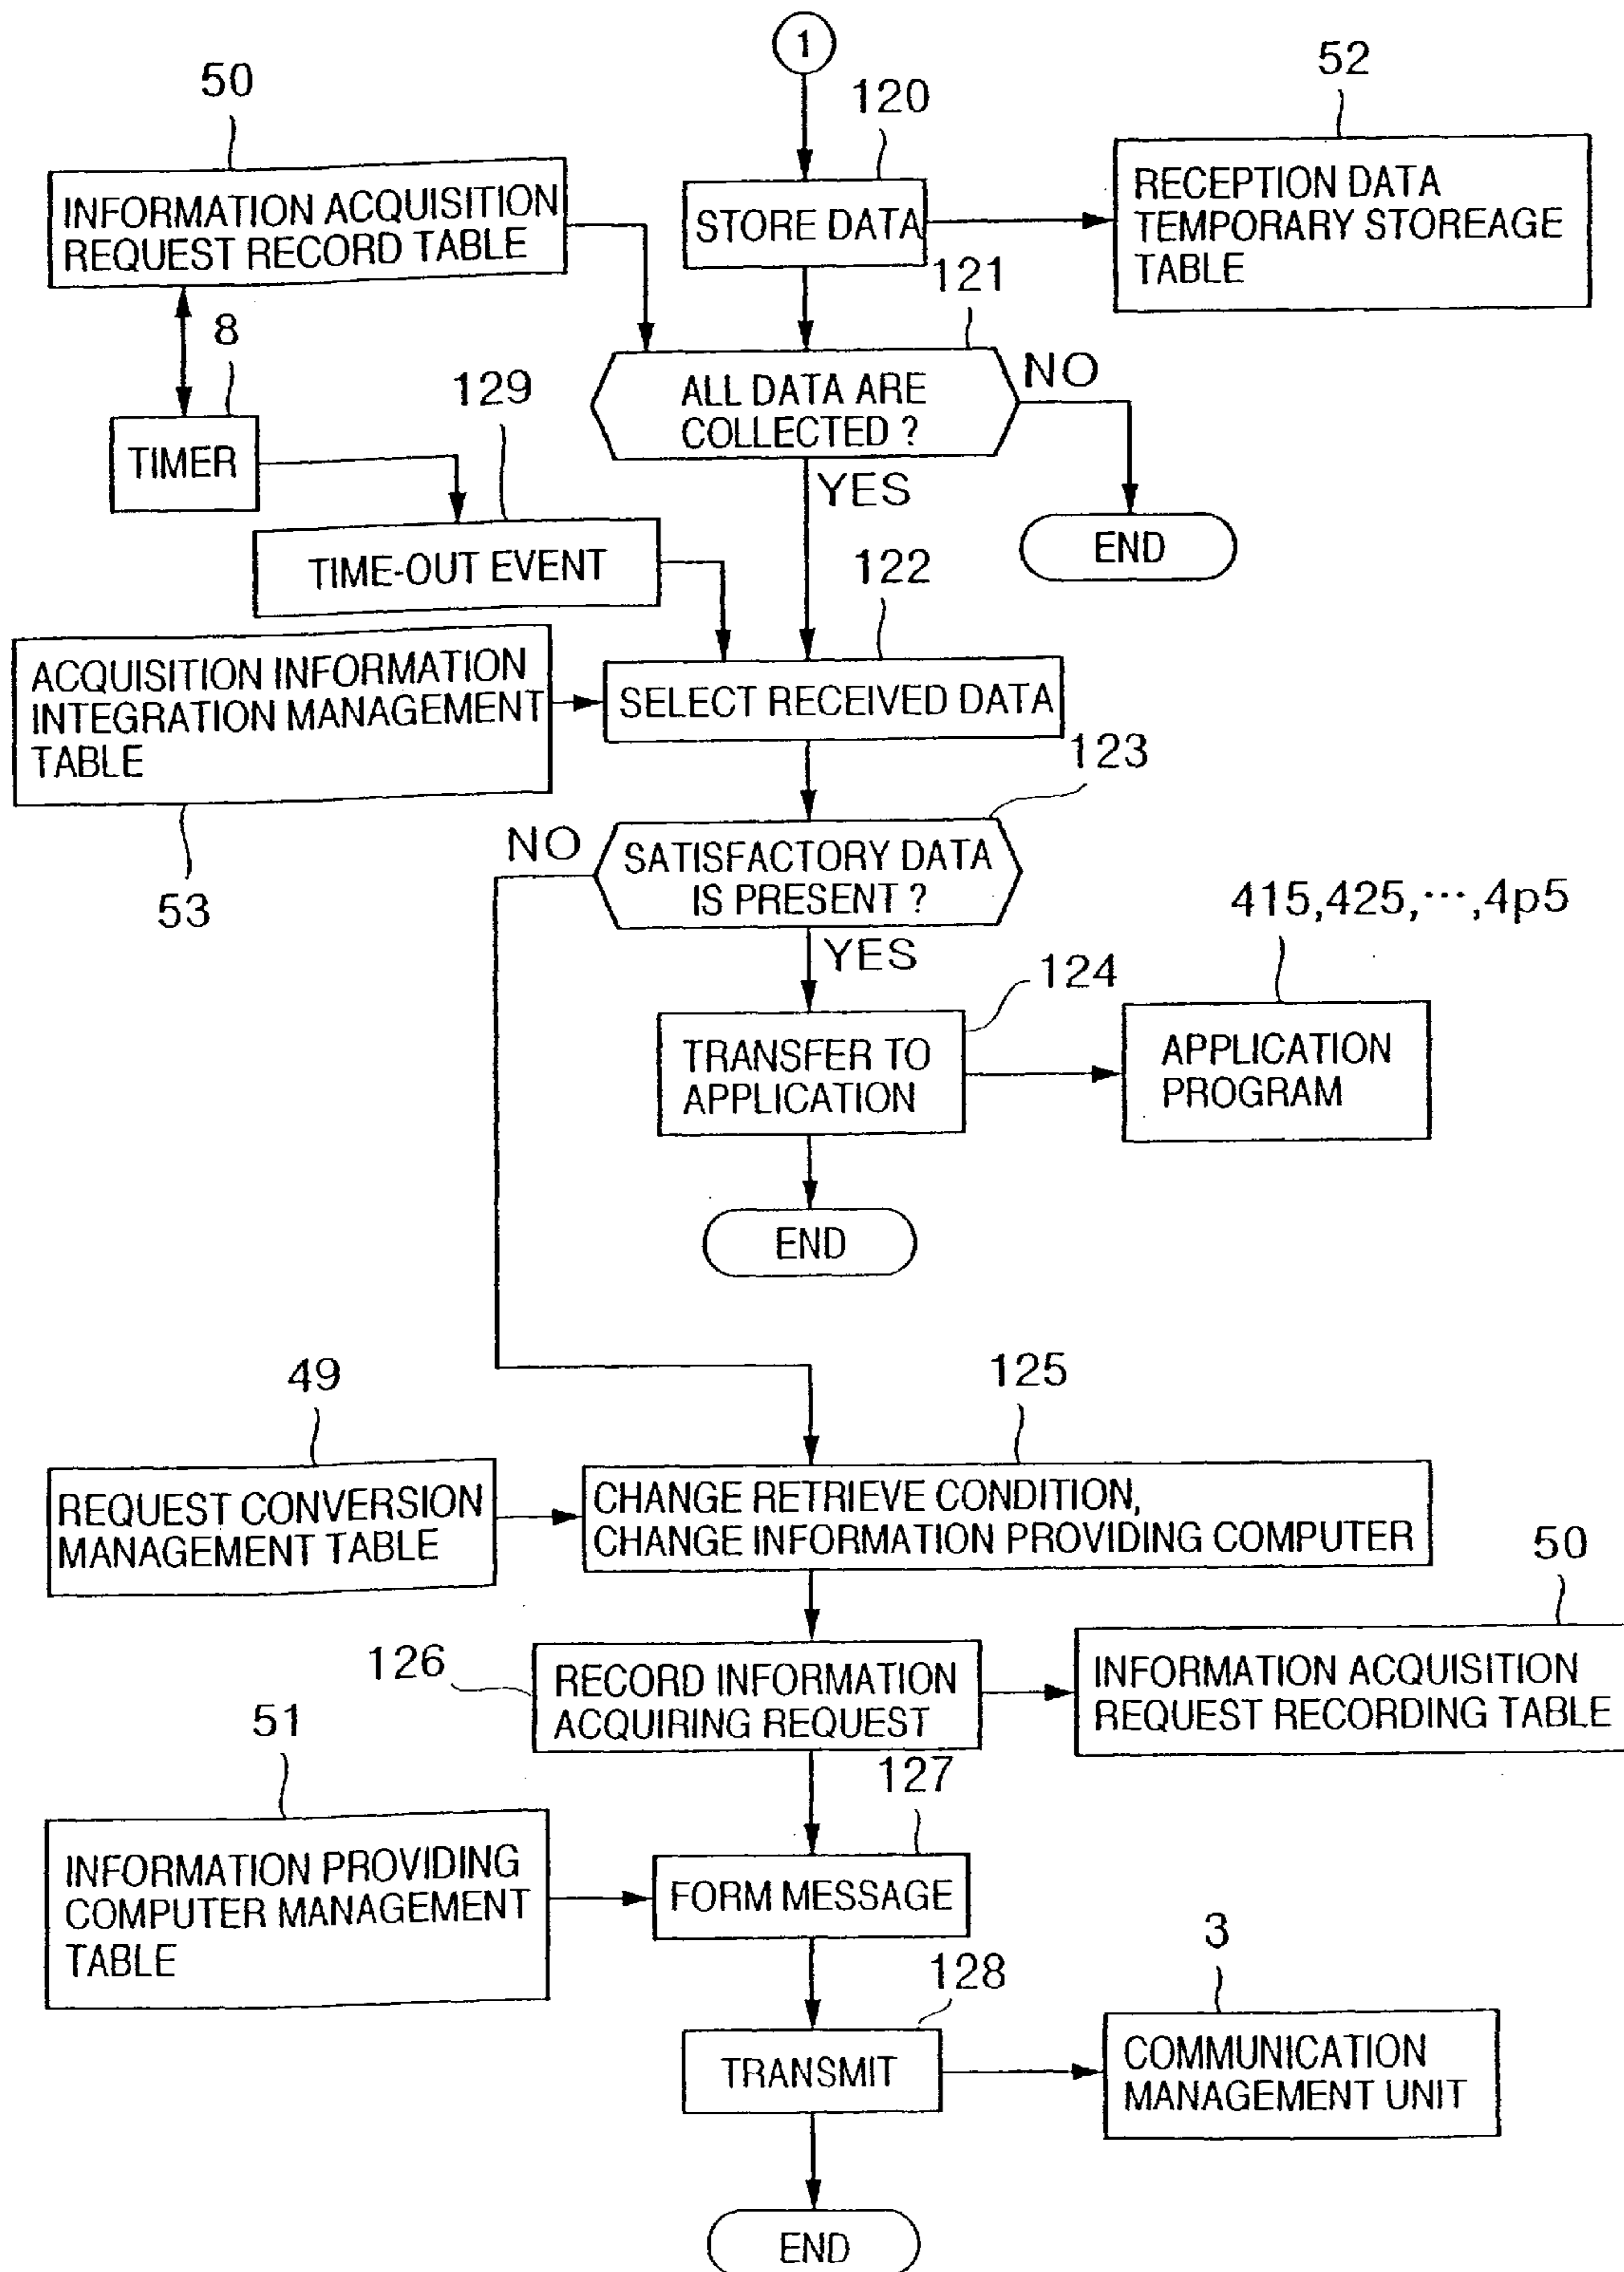 1
50
52
120
INFORMATION ACQUISITION
REQUEST RECORD TABLE
STORE DATA
RECEPTION DATA
TEMPORARY STOREAGE
TABLE
121
8
129
ALL DATA ARE
COLLECTED ?
NO
TIMER
YES
END
TIME-OUT EVENT
122
ACQUISITION INFORMATION
INTEGRATION MANAGEMENT
TABLE
SELECT RECEIVED DATA
53
123
NO
SATISFACTORY DATA
IS PRESENT ?
415,425,⋯,4p5
YES
124
TRANSFER TO
APPLICATION
APPLICATION
PROGRAM
END
49
125
REQUEST CONVERSION
MANAGEMENT TABLE
CHANGE RETRIEVE CONDITION,
CHANGE INFORMATION PROVIDING COMPUTER
50
126
RECORD INFORMATION
ACQUIRING REQUEST
INFORMATION ACQUISITION
REQUEST RECORDING TABLE
51
127
INFORMATION PROVIDING
COMPUTER MANAGEMENT
TABLE
FORM MESSAGE
3
128
TRANSMIT
COMMUNICATION
MANAGEMENT UNIT
END